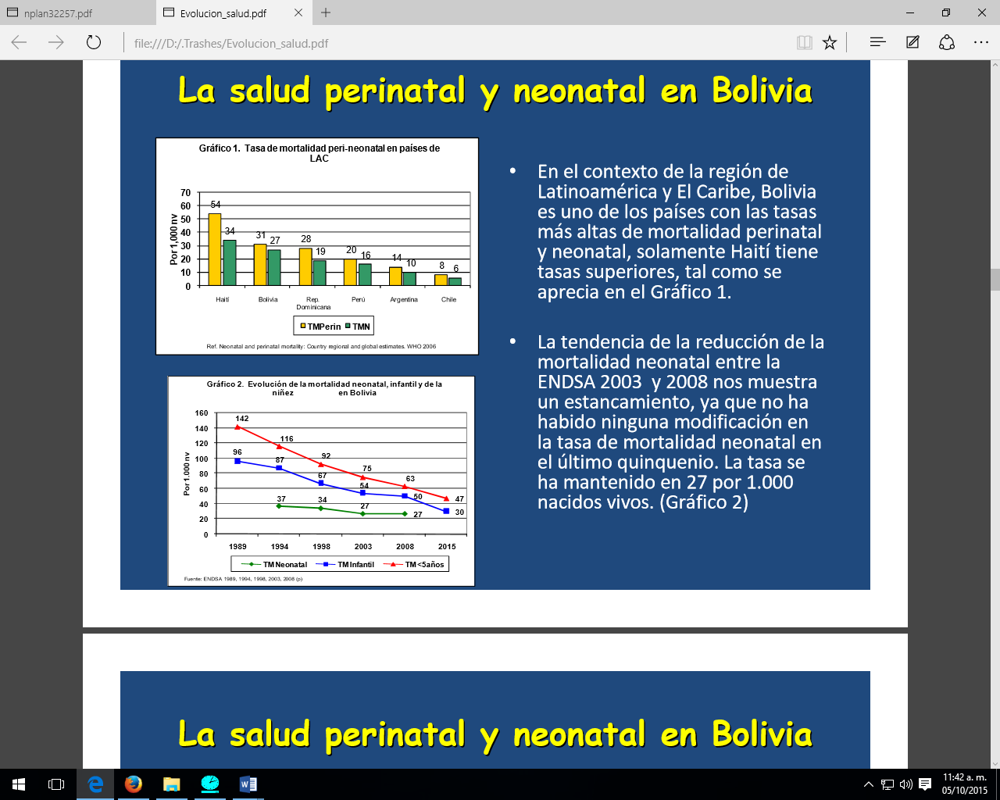 nplan32257.pdf
Evolucion_salud.pdf
file:///D:/.Trashes/Evolucion_salud.pdf
La salud perinatal y neonatal en Bolivia
Gráfico 1. Tasa de mortalidad peri-neonatal en países de
LAC
Por 1,000 nv
70
60
50
40
30
20
10
0
54
34
31
27
28
19
20
16
14
10
8
6
Haití
Bolivia
Rep.
Dominicana
Perú
Argentina
Chile
TMPerin TMN
Ref. Neonatal and perinatal mortality: Country regional and global estimates. WHO 2006
Gráfico 2. Evolución de la mortalidad neonatal, infantil y de la
niñez en Bolivia
Por 1.000 nv
160
140
120
100
80
60
40
20
0
142
116
92
75
63
47
96
87
67
54
50
30
37
34
27
27
1989 1994 1998 2003 2008 2015
TM Neonatal TM Infantil TM <5años
Fuente: ENDSA 1989, 1994, 1998, 2003, 2008 (p)
• En el contexto de la región de
Latinoamérica y El Caribe, Bolivia
es uno de los países con las tasas
más altas de mortalidad perinatal
y neonatal, solamente Haití tiene
tasas superiores, tal como se
aprecia en el Gráfico 1.
• La tendencia de la reducción de la
mortalidad neonatal entre la
ENDSA 2003 y 2008 nos muestra
un estancamiento, ya que no ha
habido ninguna modificación en
la tasa de mortalidad neonatal en
el último quinquenio. La tasa se
ha mantenido en 27 por 1.000
nacidos vivos. (Gráfico 2)
La salud perinatal y neonatal en Bolivia
11:42 a. m.
05/10/2015